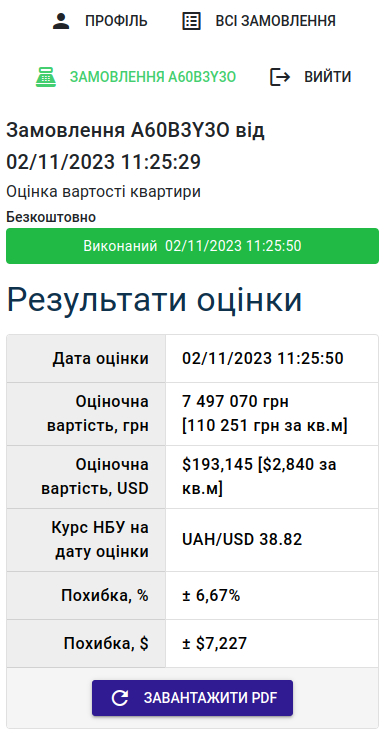 ПРОФІЛЬ
ВСІ ЗАМОВЛЕННЯ
ЗАМОВЛЕННЯ A60B3Y3O
ВИЙТИ
Замовлення A60B3Y3O від
02/11/2023 11:25:29
Оцінка вартості квартири
Безкоштовно
Виконаний 02/11/2023 11:25:50
Результати оцінки
Дата оцінки
02/11/2023 11:25:50
Оціночна
вартість, грн
7 497 070 грн
[110 251 грн за кв.м]
Оціночна
вартість, USD
$193,145 [$2,840 за
кв.м]
Курс НБУ на
дату оцінки
UAH/USD 38.82
Похибка, %
± 6,67%
Похибка, $
± $7,227
ЗАВАНТАЖИТИ PDF